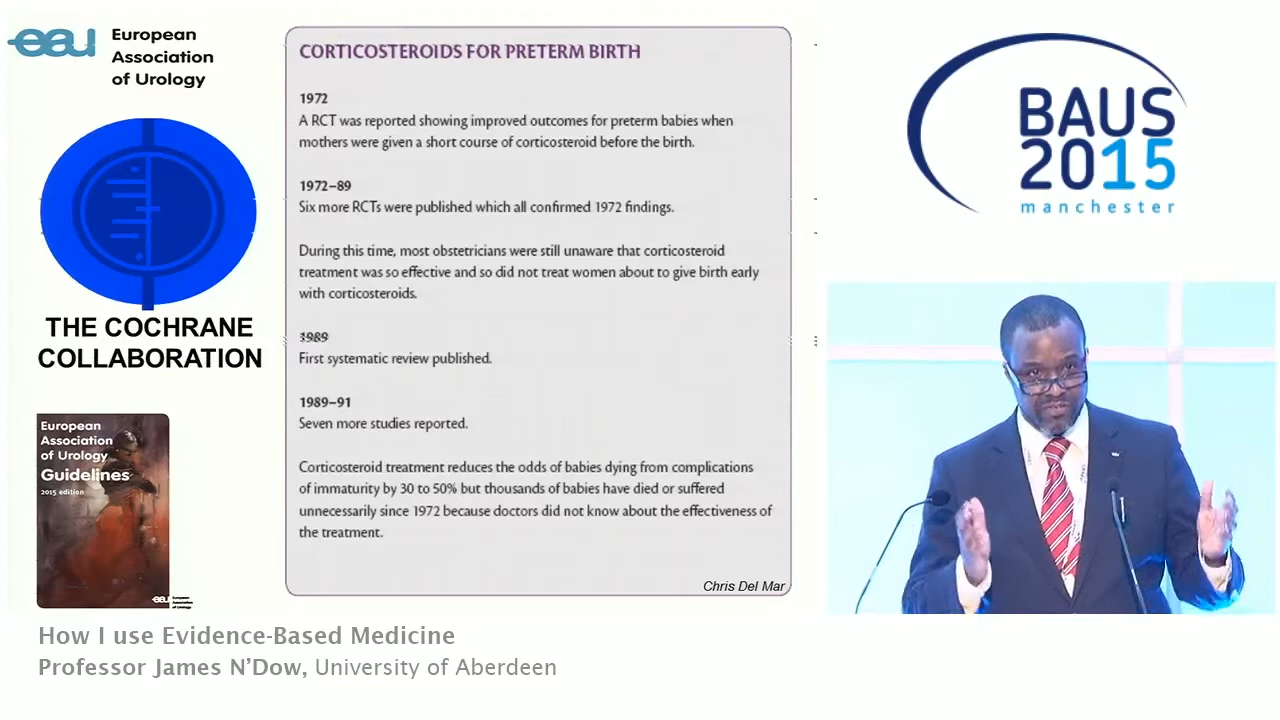 eau
European
Association
of Urology
THE COCHRANE
COLLABORATION
European
Association
of Urology
Guidelines
2015 edition
eau
European
Association
of Urology
CORTICOSTEROIDS FOR PRETERM BIRTH
1972
A RCT was reported showing improved outcomes for preterm babies when
mothers were given a short course of corticosteroid before the birth.
1972–89
Six more RCTs were published which all confirmed 1972 findings.
During this time, most obstetricians were still unaware that corticosteroid
treatment was so effective and so did not treat women about to give birth early
with corticosteroids.
1989
First systematic review published.
1989–91
Seven more studies reported.
Corticosteroid treatment reduces the odds of babies dying from complications
of immaturity by 30 to 50% but thousands of babies have died or suffered
unnecessarily since 1972 because doctors did not know about the effectiveness of
the treatment.
Chris Del Mar
BAUS
2015
manchester
How I use Evidence-Based Medicine
Professor James N’Dow, University of Aberdeen